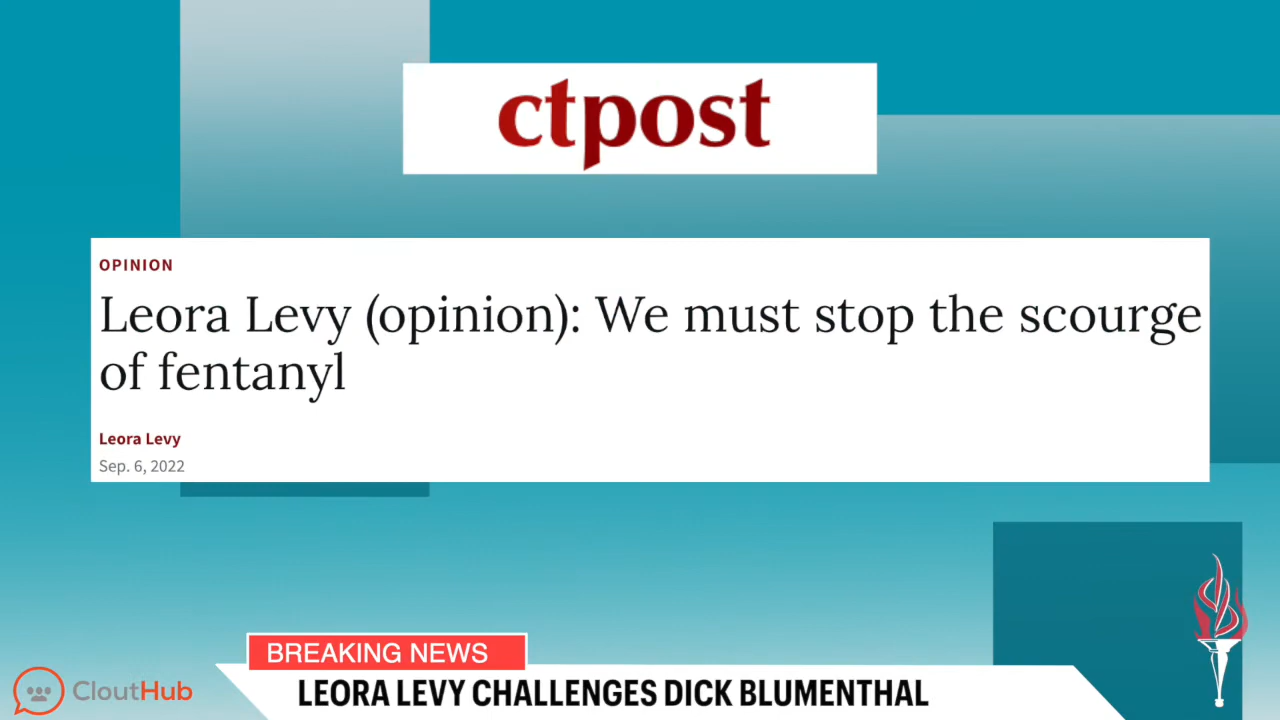 ctpost
OPINION
Leora Levy (opinion): We must stop the scourge
of fentanyl
Leora Levy
Sep. 6, 2022
BREAKING NEWS
LEORA LEVY CHALLENGES DICK BLUMENTHAL
CloutHub